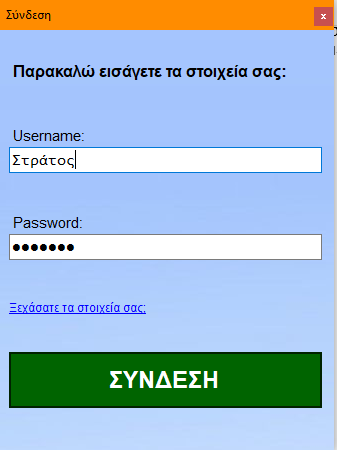 Σύνδεση
x
Παρακαλώ εισάγετε τα στοιχεία σας:
Username:
Στράτος
Password:
●●●●●●●
Ξεχάσατε τα στοιχεία σας;
ΣΥΝΔΕΣΗ